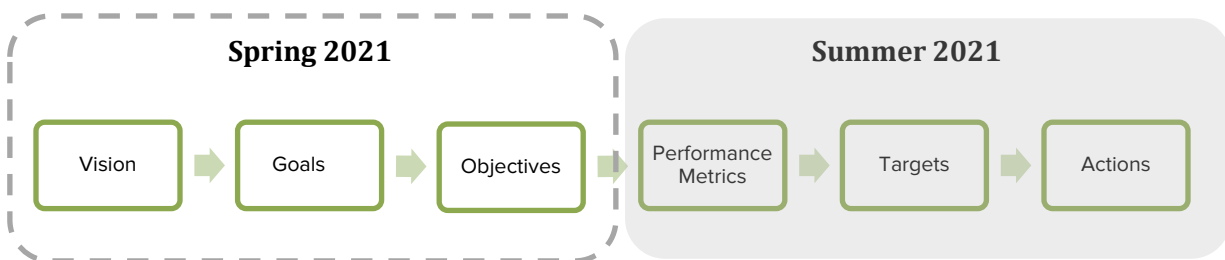 Spring 2021
Summer 2021
Vision
Goals
Objectives
Performance
Metrics
Targets
Actions